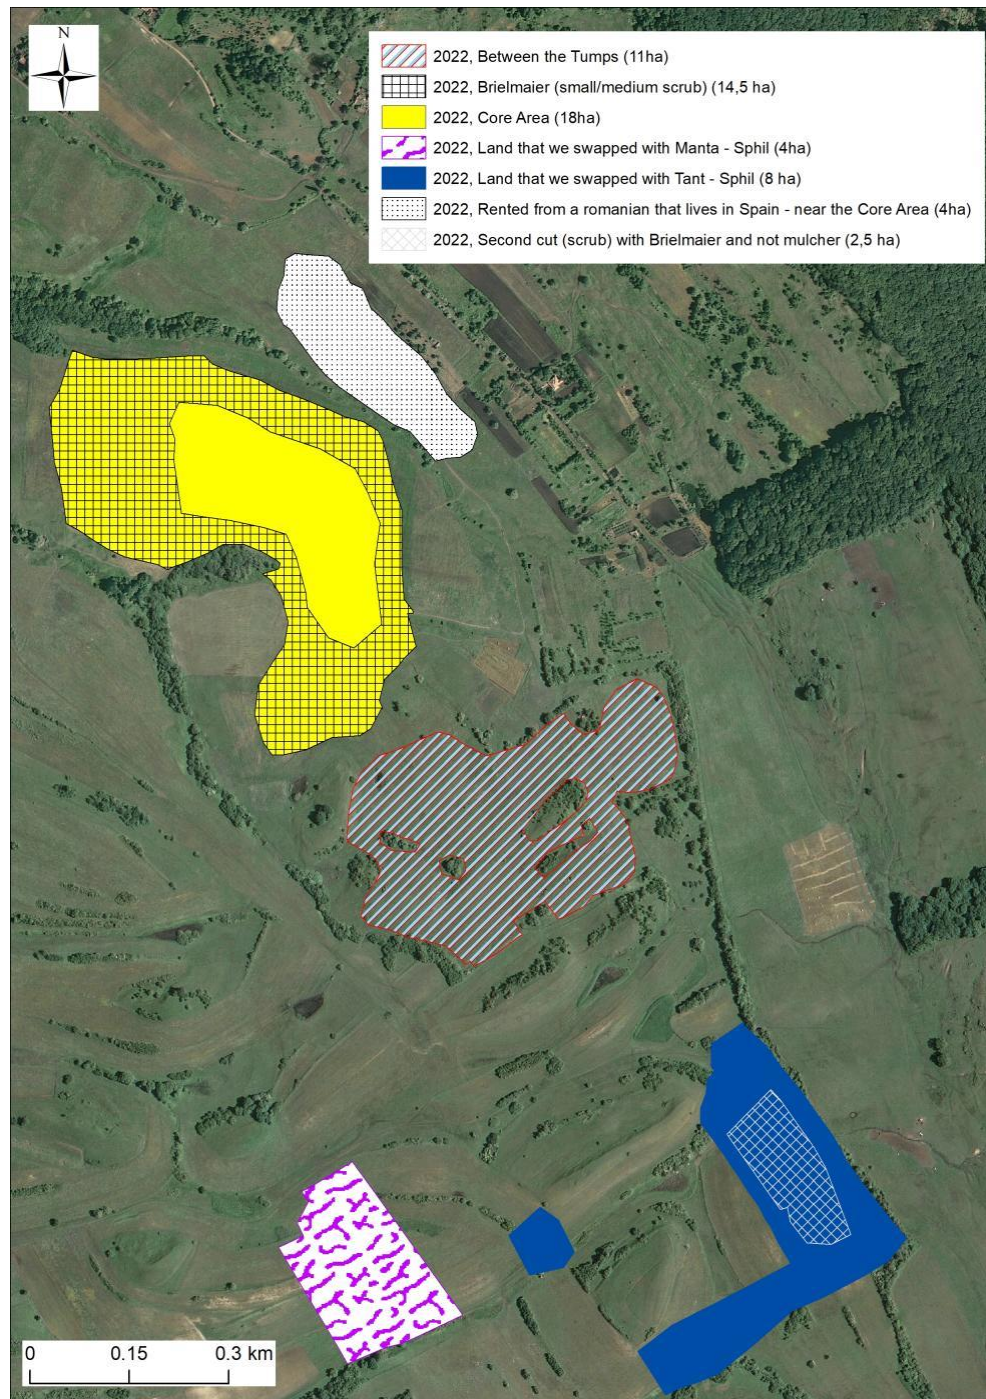 N
2022, Between the Tumps (11ha)
2022, Brielmaier (small/medium scrub) (14,5 ha)
2022, Core Area (18ha)
2022, Land that we swapped with Manta - Sphil (4ha)
2022, Land that we swapped with Tant - Sphil (8 ha)
2022, Rented from a romanian that lives in Spain - near the Core Area (4ha)
2022, Second cut (scrub) with Brielmaier and not mulcher (2,5 ha)
0 0.15 0.3 km